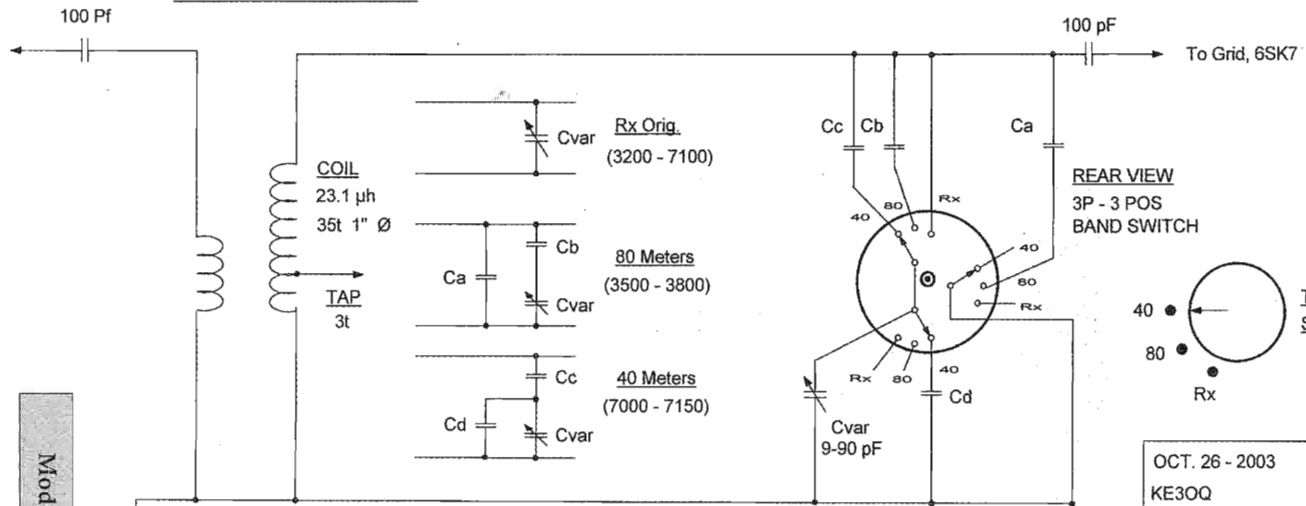 100 Pf
100 pF
To Grid, 6SK7
COIL
23.1 µh
35t 1" Ø
TAP
3t
Cvar
Rx Orig.
(3200 - 7100)
Ca
Cb
Cvar
80 Meters
(3500 - 3800)
Cc
Cd
Cvar
40 Meters
(7000 - 7150)
Cc
Cb
Ca
40
80
Rx
40
80
Rx
Rx
80
40
Cd
Cvar
9-90 pF
REAR VIEW
3P - 3 POS
BAND SWITCH
40
80
Rx
Mod
OCT. 26 - 2003
KE3OQ